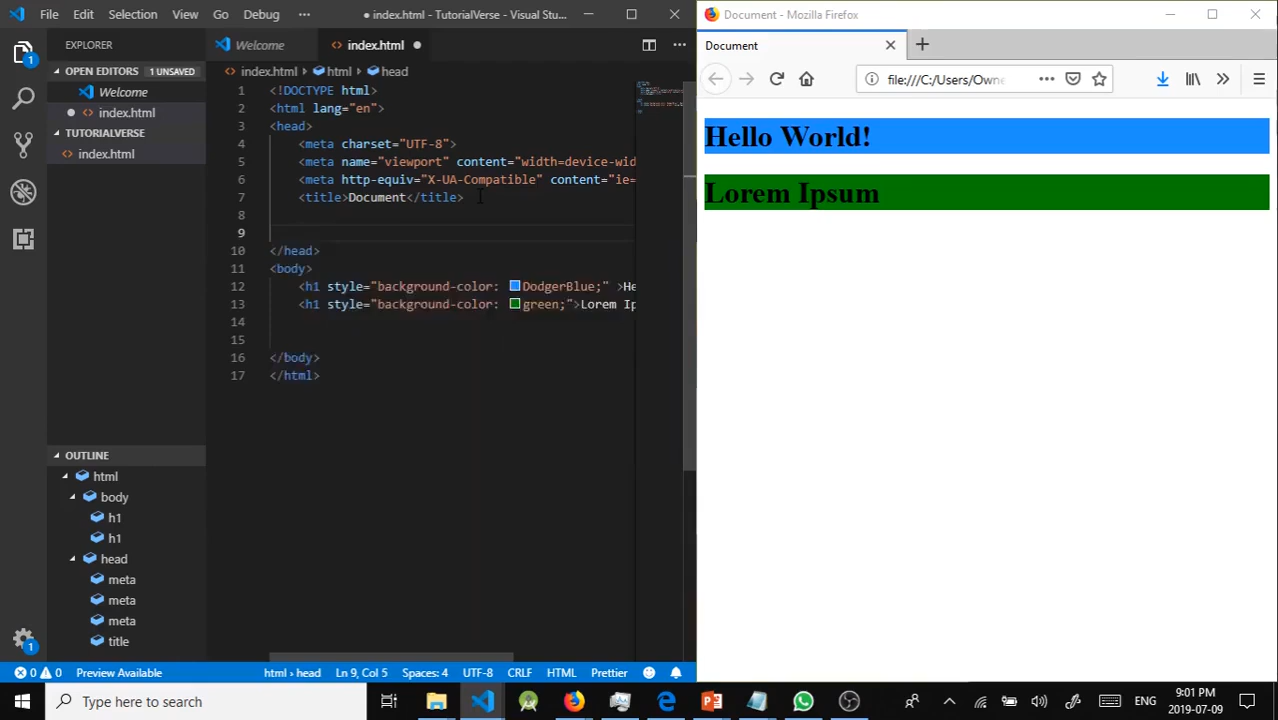 File Edit Selection View Go Debug ••• ● index.html - TutorialVerse - Visual Stu...
Document - Mozilla Firefox
EXPLORER
Welcome
index.html
Document
OPEN EDITORS 1 UNSAVED
index.html > html > head
Welcome
index.html
TUTORIALVERSE
index.html
file:///C:/Users/Owne
1 <!DOCTYPE html>
2 <html lang="en">
3 <head>
4 <meta charset="UTF-8">
5 <meta name="viewport" content="width=device-wid
6 <meta http-equiv="X-UA-Compatible" content="ie=
7 <title>Document</title>
8
9
10 </head>
11 <body>
12 <h1 style="background-color: DodgerBlue;" >He
13 <h1 style="background-color: green;">Lorem Ip
14
15
16 </body>
17 </html>
Hello World!
Lorem Ipsum
OUTLINE
html
body
h1
h1
head
meta
meta
meta
title
1
1
0 0 Preview Available html > head Ln 9, Col 5 Spaces: 4 UTF-8 CRLF HTML Prettier
Type here to search
ENG
9:01 PM
2019-07-09